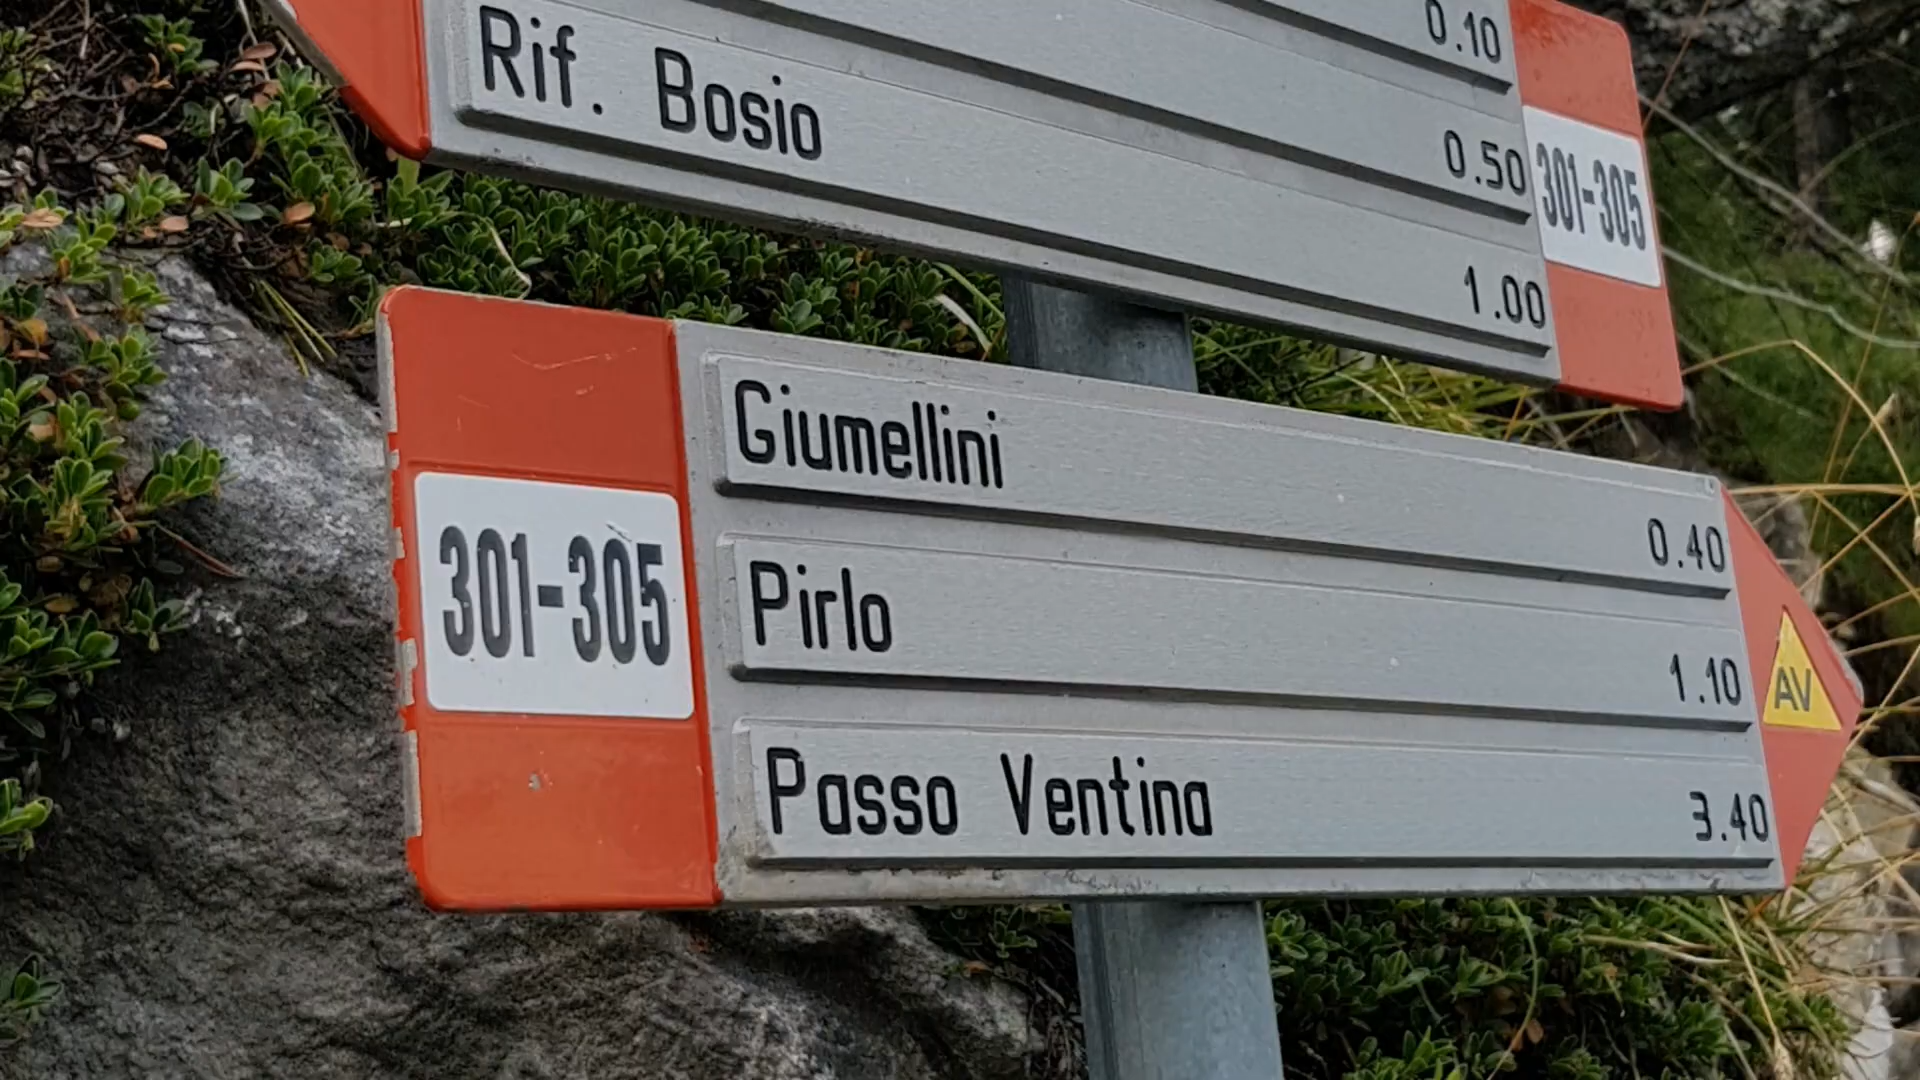 0.10
0.50
301-305
Rif. Bosio
1.00
Giumellini
0.40
301-305
Pirlo
1.10
AV
Passo Ventina
3.40